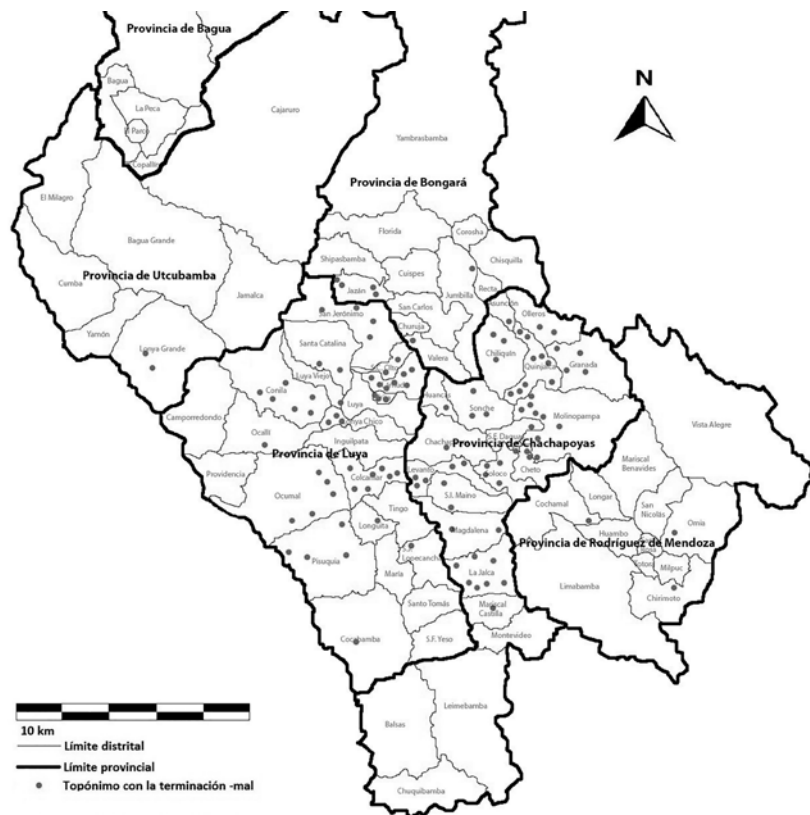 Provincia de Bagua
Bagua
La Peca
El Parco
Copallín
Cajaruro
N
Yambrasbamba
Provincia de Bongará
El Milagro
Florida
Corosha
Bagua Grande
Shipasbamba
Chisquilla
Cuispes
Provincia de Utcubamba
Recta
Cumba
Jamalca
Jazán
Jumbilla
Asunción
San Carlos
Olleros
San Jerónimo
Yamón
Churuja
Santa Catalina
Lonya Grande
Valera
Chiliquín
Quinjalca
Granada
Luya Viejo
Conila
Huancas
Camporredondo
Luya
Sonche
Molinopampa
Vista Alegre
Ocallí
Inguilpata
Provincia de Chachapoyas
Provincia de Luya
Mariscal
Benavides
Levanto
Cheto
Providencia
Colcamar
Longar
Ocumal
S.I. Maino
Cochamal
San
Nicolás
Tingo
Omia
Longuita
Magdalena
Huambo
Provincia de Rodríguez de Mendoza
Pisuquia
María
La Jalca
Milpuc
Limabamba
Chirimoto
Santo Tomás
Mariscal
Castilla
Cocabamba
S.F. Yeso
Montevideo
Leimebamba
Balsas
10 km
Límite distrital
Límite provincial
Topónimo con la terminación -mal
Chuquibamba